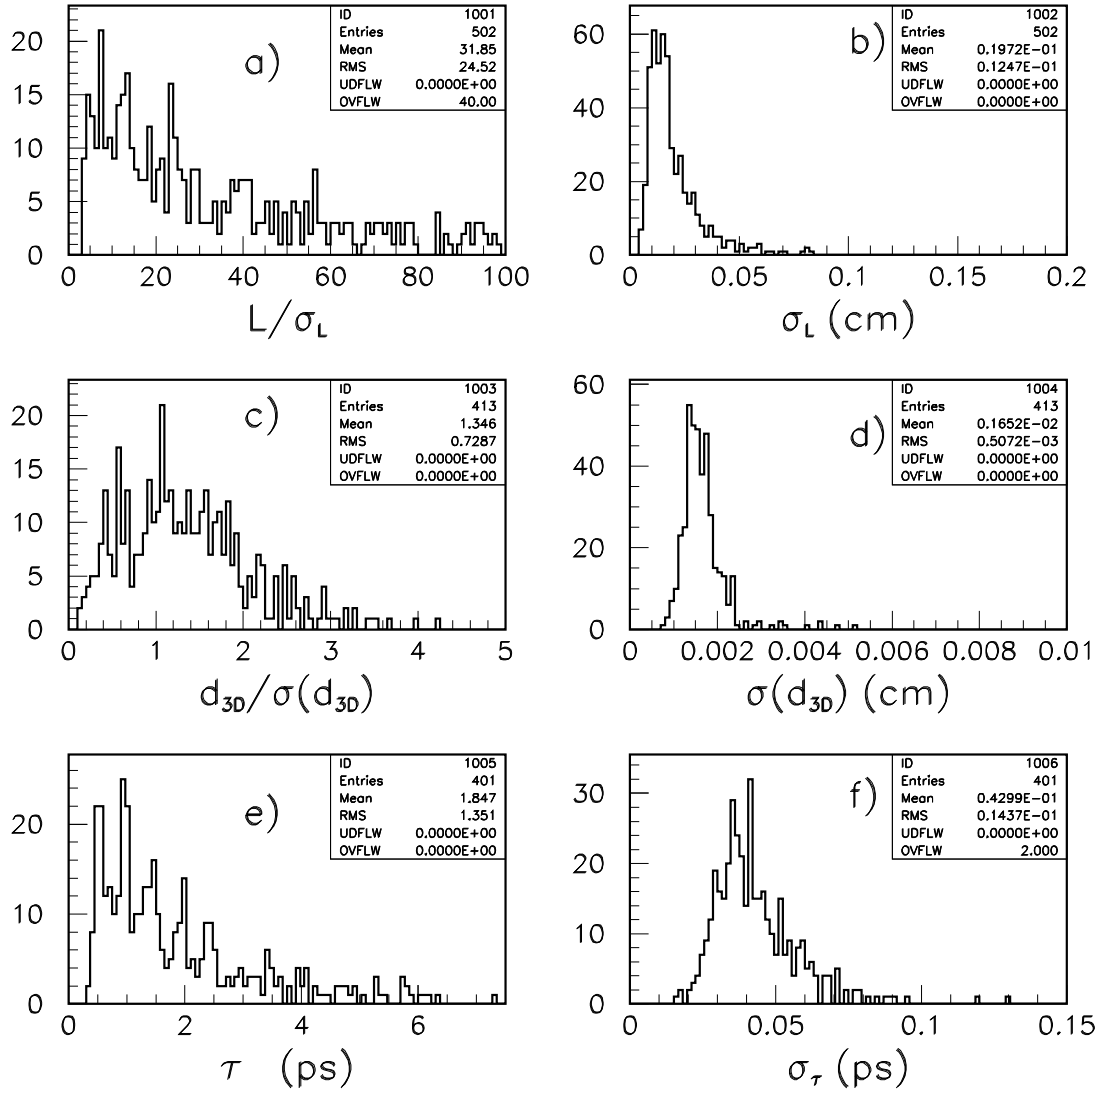 a)
ID 1001
Entries 502
Mean 31.85
RMS 24.52
UDFLW 0.0000E+00
OVFLW 40.00
20
15
10
5
0
0 20 40 60 80 100
L/σL
b)
ID 1002
Entries 502
Mean 0.1972E-01
RMS 0.1247E-01
UDFLW 0.0000E+00
OVFLW 0.0000E+00
60
40
20
0
0 0.05 0.1 0.15 0.2
σL (cm)
c)
ID 1003
Entries 413
Mean 1.346
RMS 0.7287
UDFLW 0.0000E+00
OVFLW 0.0000E+00
20
15
10
5
0
0 1 2 3 4 5
d3D/σ(d3D)
d)
ID 1004
Entries 413
Mean 0.1652E-02
RMS 0.5072E-03
UDFLW 0.0000E+00
OVFLW 0.0000E+00
60
40
20
0
0 0.002 0.004 0.006 0.008 0.01
σ(d3D) (cm)
e)
ID 1005
Entries 401
Mean 1.847
RMS 1.351
UDFLW 0.0000E+00
OVFLW 0.0000E+00
20
10
0
0 2 4 6
τ (ps)
f)
ID 1006
Entries 401
Mean 0.4299E-01
RMS 0.1437E-01
UDFLW 0.0000E+00
OVFLW 2.000
30
20
10
0
0 0.05 0.1 0.15
στ (ps)